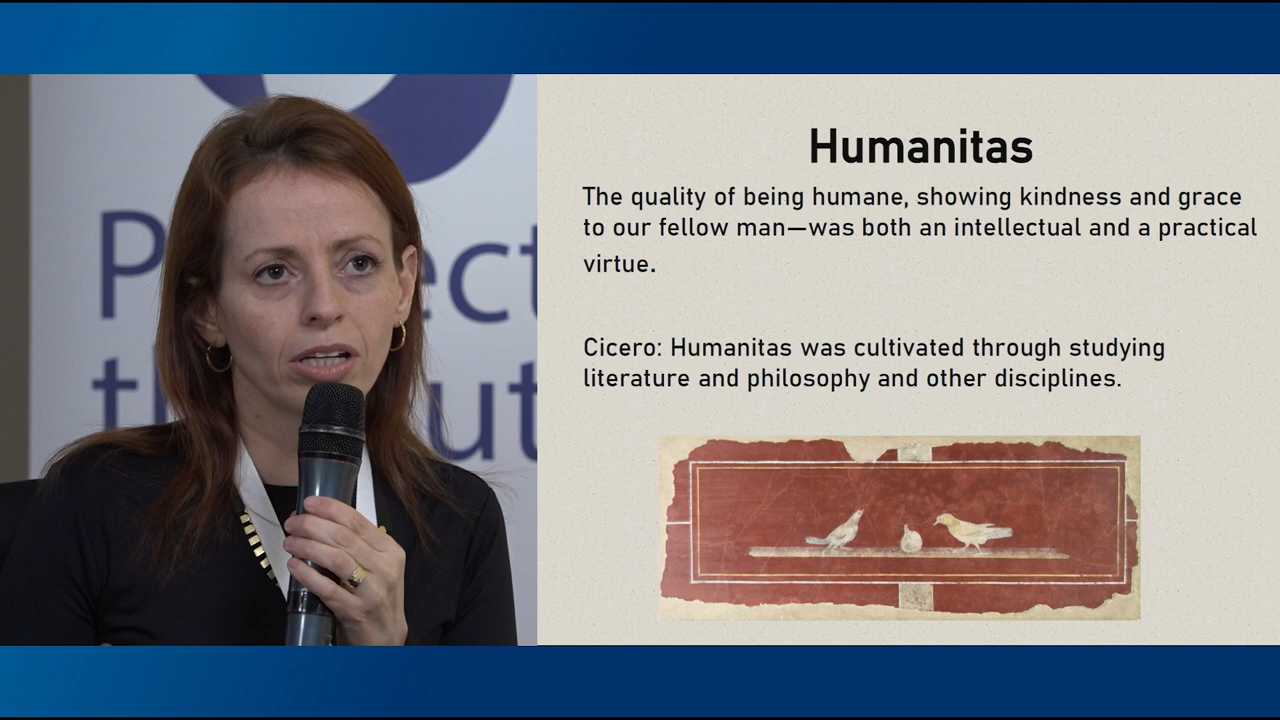 Humanitas
The quality of being humane, showing kindness and grace
to our fellow man—was both an intellectual and a practical
virtue.
Cicero: Humanitas was cultivated through studying
literature and philosophy and other disciplines.